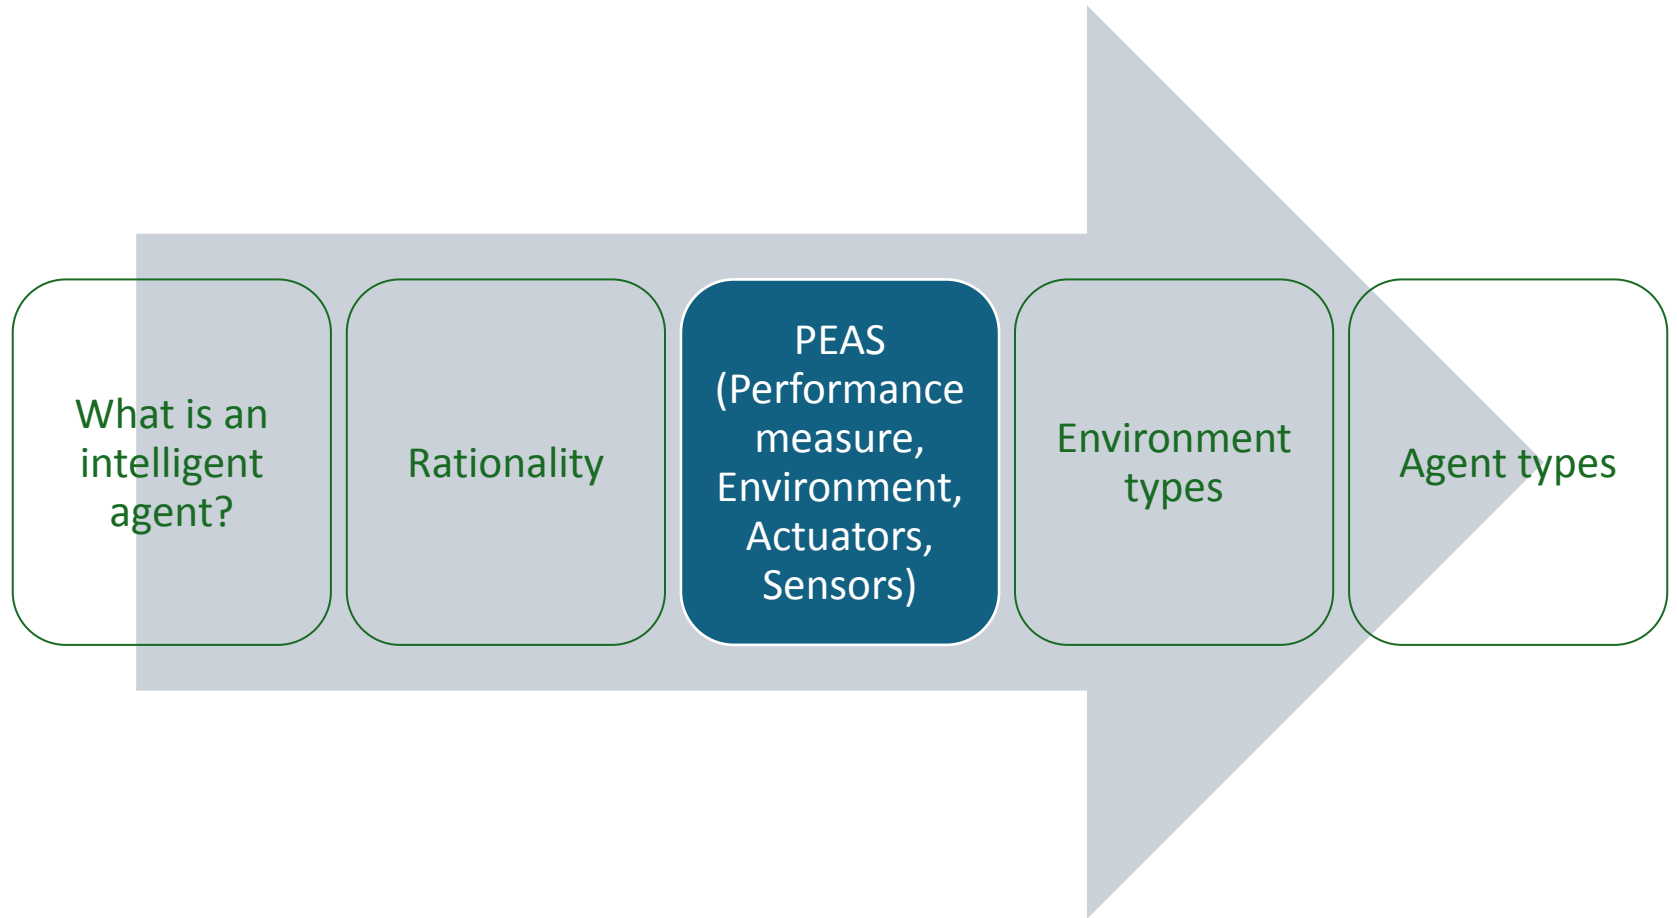 What is an
intelligent
agent?
Rationality
PEAS
(Performance
measure,
Environment,
Actuators,
Sensors)
Environment
types
Agent types